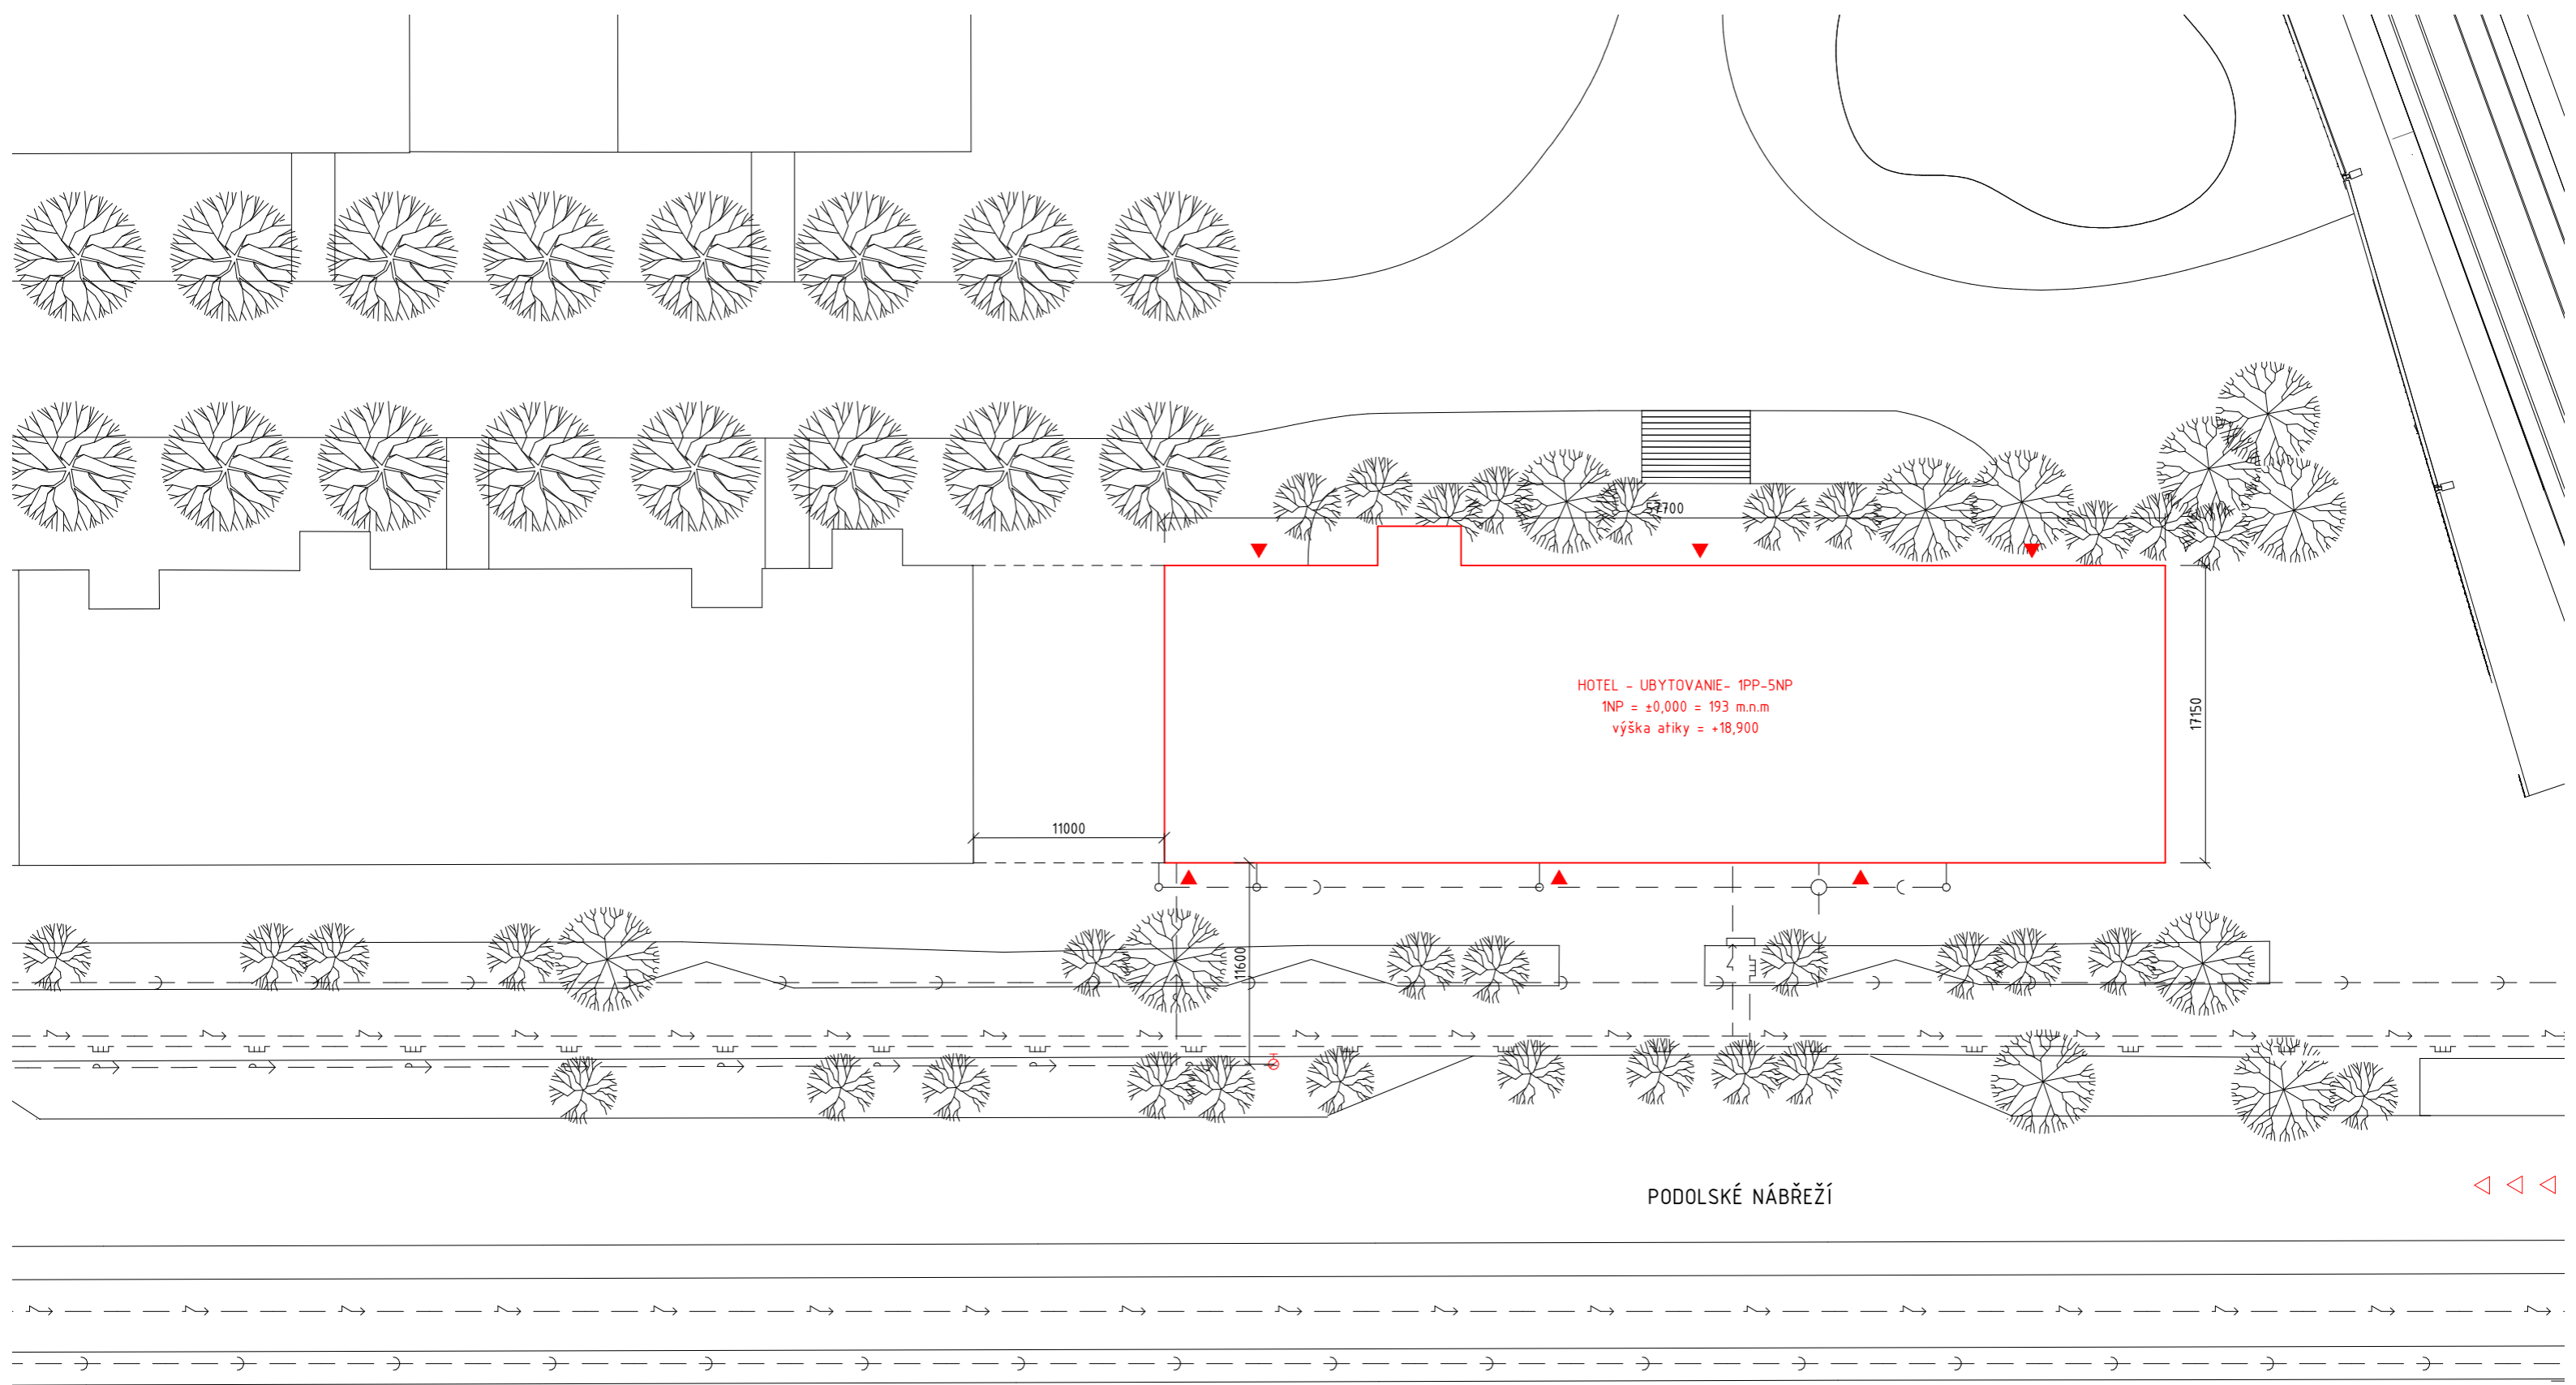 57700
HOTEL - UBYTOVANIE- 1PP-5NP
1NP = ±0,000 = 193 m.n.m
výška atiky = +18,900
17150
11000
11600
H
PODOLSKÉ NÁBŘEŽÍ